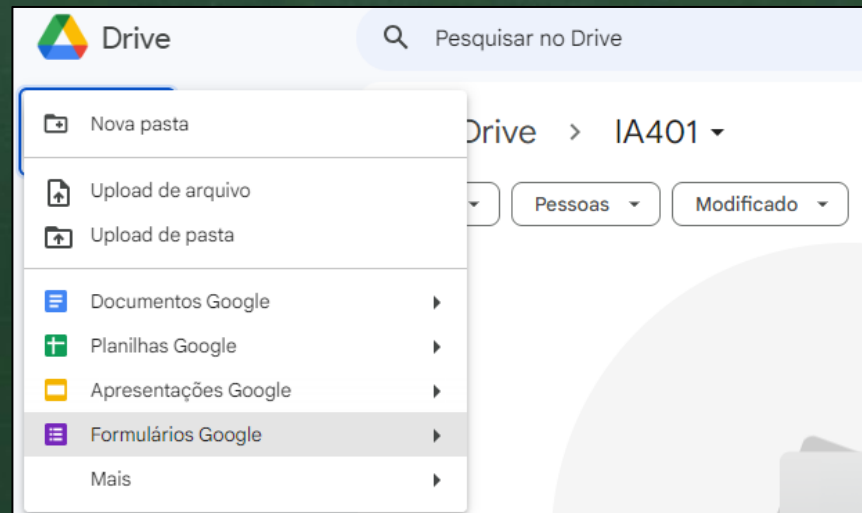 Drive
Pesquisar no Drive
Nova pasta
Drive > IA401
Upload de arquivo
Pessoas
Modificado
Upload de pasta
Documentos Google
Planilhas Google
Apresentações Google
Formulários Google
Mais